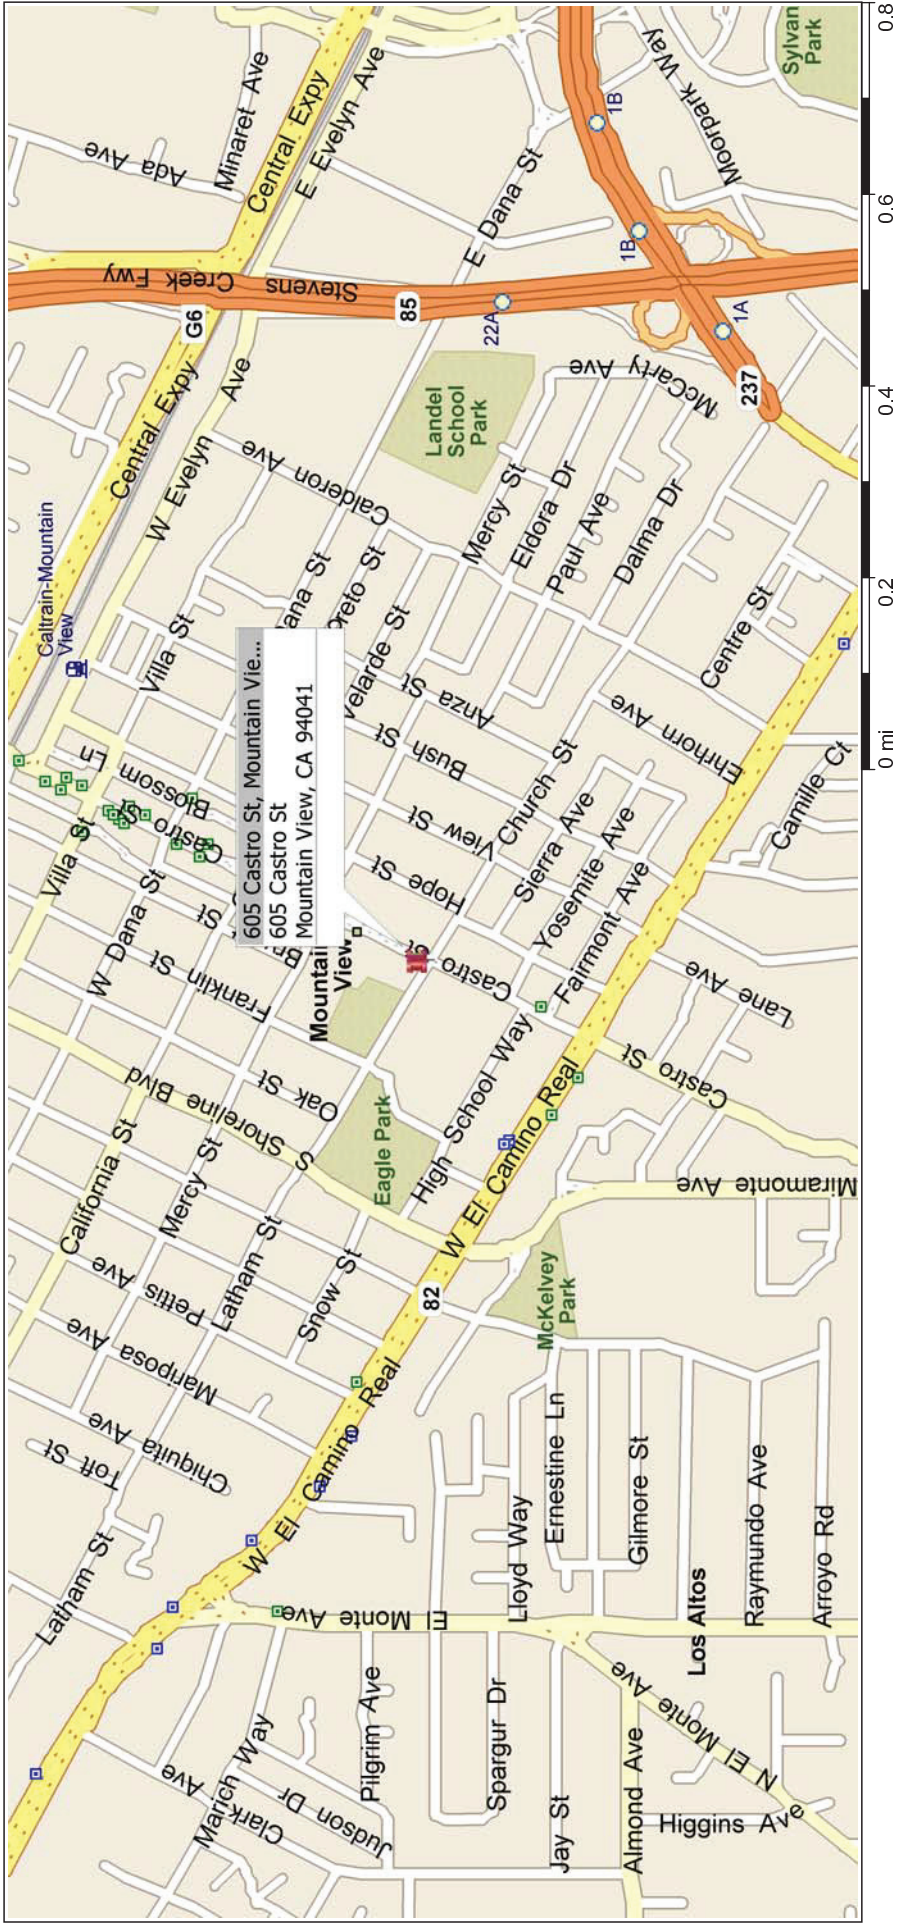 605 Castro St, Mountain Vie...
605 Castro St
Mountain View, CA 94041
Caltrain-Mountain
View
Mountain
View
Los Altos
Landel
School
Park
Eagle Park
McKelvey
Park
Sylvan
Park
Ada Ave
Minaret Ave
Central Expy
E Evelyn Ave
E Dana St
Moorpark Way
1B
1B
1A
22A
Stevens Creek Fwy
85
G6
237
82
Central Expy
W Evelyn Ave
Calderon Ave
McCarty Ave
Mercy St
Eldora Dr
Paul Ave
Dalma Dr
Centre St
Villa St
ana St
oreto St
Velarde St
Anza St
Bush St
View St
Hope St
Church St
Ehrhorn Ave
Camille Ct
Sierra Ave
Yosemite Ave
Fairmont Ave
Blossom Ln
Castro St
Villa St
W Dana St
Franklin St
Castro St
Lane Ave
Castro St
High School Way
Oak St
S Shoreline Blvd
California St
Mercy St
Latham St
Snow St
W El Camino Real
Miramonte Ave
Pettis Ave
Mariposa Ave
Chiquita Ave
Toft St
Latham St
W El Camino Real
El Monte Ave
Lloyd Way
Ernestine Ln
Gilmore St
Raymundo Ave
Arroyo Rd
Marich Way
Clark Ave
Judson Dr
Pilgrim Ave
Spargur Dr
Jay St
Almond Ave
N El Monte Ave
Higgins Ave
0 mi
0.2
0.4
0.6
0.8